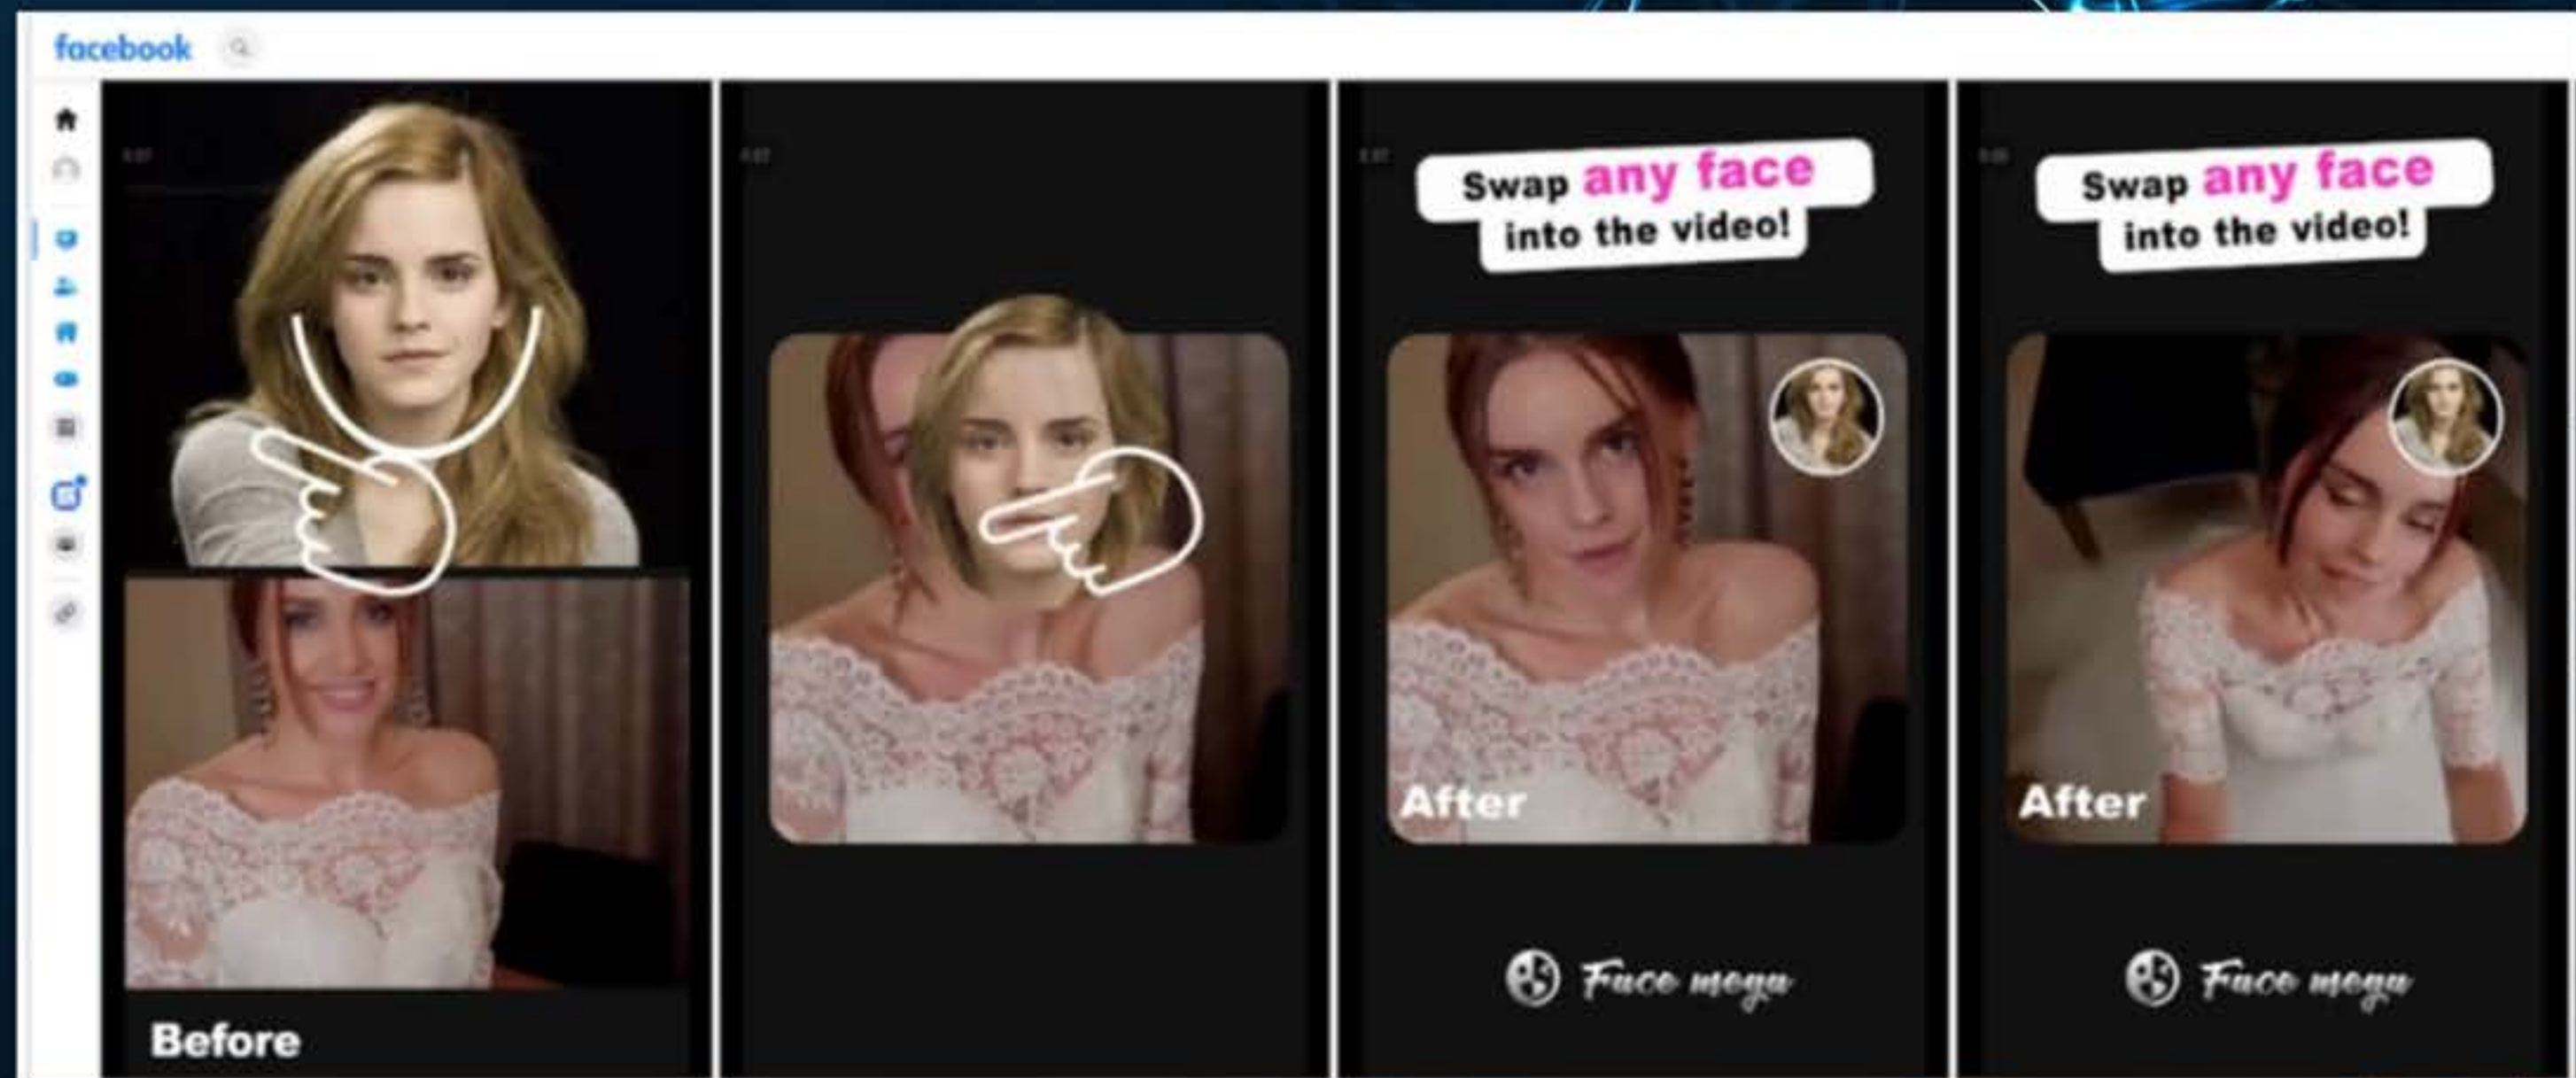 facebook
Before
Swap any face
into the video!
After
Face mega
Swap any face
into the video!
After
Face mega